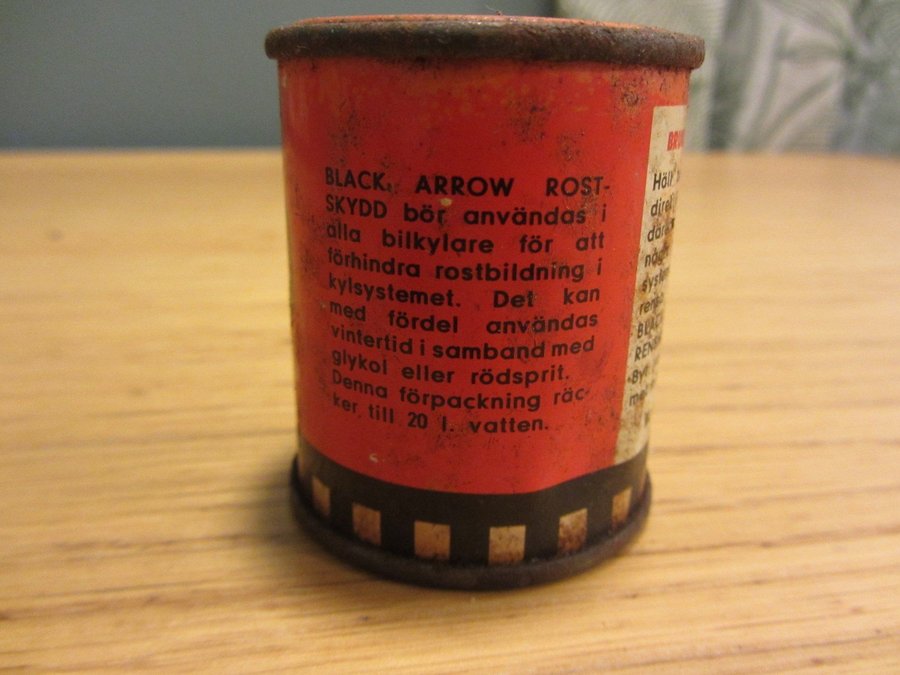 BLACK ARROW ROST-
SKYDD bör användas i
alla bilkylare för att
förhindra rostbildning i
kylsystemet. Det kan
med fördel användas
vintertid i samband med
glykol eller rödsprit.
Denna förpackning räc-
ker till 20 l. vatten.